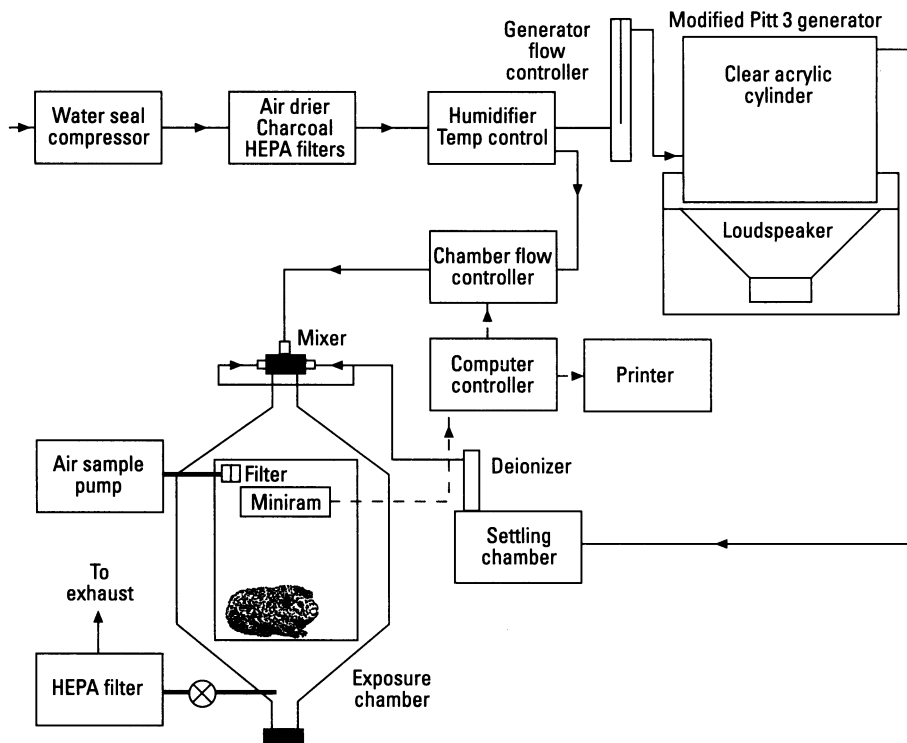 Modified Pitt 3 generator
Generator
flow
controller
Clear acrylic
cylinder
Water seal
compressor
Air drier
Charcoal
HEPA filters
Humidifier
Temp control
Loudspeaker
Chamber flow
controller
Mixer
Computer
controller
Printer
Air sample
pump
Filter
Miniram
Deionizer
Settling
chamber
To
exhaust
HEPA filter
Exposure
chamber